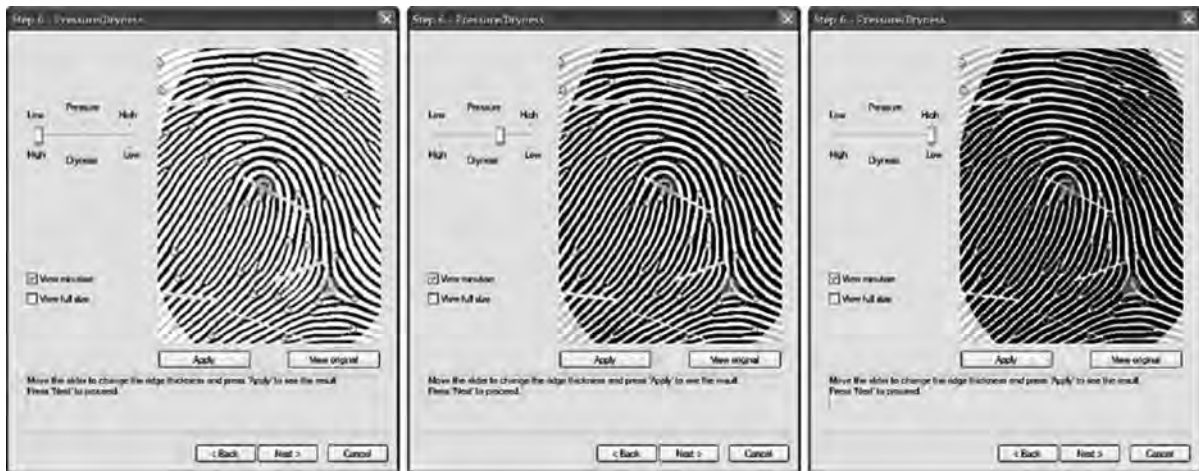 Step 6 - Pressure/Dryness
Pressure
Low High
High Low
Dryness
View minutiae
View full size
Apply View original
Move the slider to change the ridge thickness and press 'Apply' to see the result.
Press 'Next' to proceed.
< Back Next > Cancel
Step 6 - Pressure/Dryness
Pressure
Low High
High Low
Dryness
View minutiae
View full size
Apply View original
Move the slider to change the ridge thickness and press 'Apply' to see the result.
Press 'Next' to proceed.
< Back Next > Cancel
Step 6 - Pressure/Dryness
Pressure
Low High
High Low
Dryness
View minutiae
View full size
Apply View original
Move the slider to change the ridge thickness and press 'Apply' to see the result.
Press 'Next' to proceed.
< Back Next > Cancel